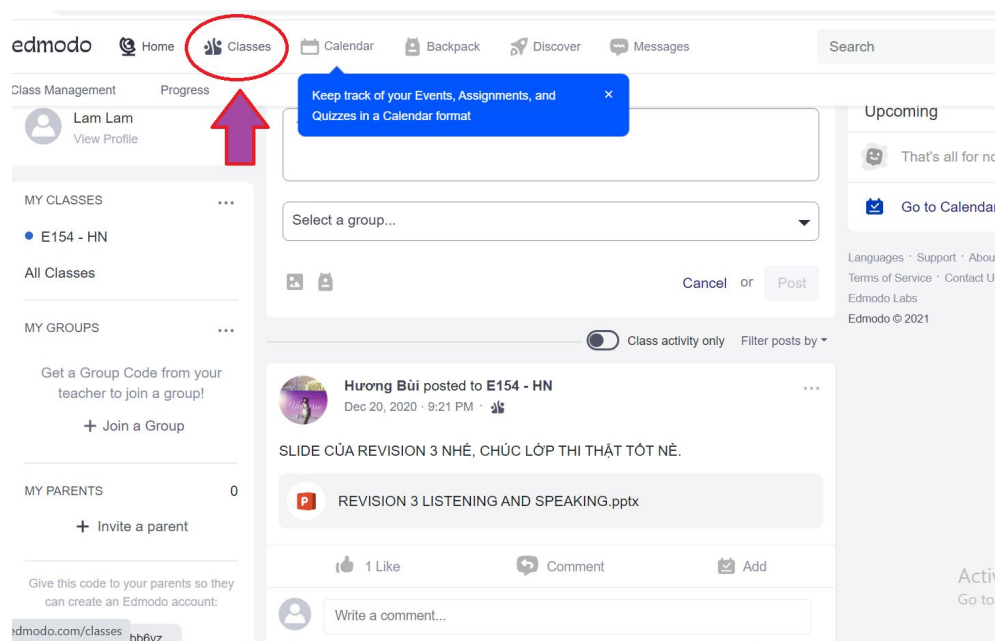 edmodo Home Classes Calendar Backpack Discover Messages Search
Class Management Progress
Keep track of your Events, Assignments, and
Quizzes in a Calendar format
Lam Lam
View Profile
MY CLASSES
E154 - HN
All Classes
MY GROUPS
Get a Group Code from your
teacher to join a group!
+ Join a Group
MY PARENTS 0
+ Invite a parent
Give this code to your parents so they
can create an Edmodo account:
edmodo.com/classes
Select a group...
Cancel or Post
Class activity only Filter posts by
Hương Bùi posted to E154 - HN
Dec 20, 2020 · 9:21 PM ·
SLIDE CỦA REVISION 3 NHÉ, CHÚC LỚP THI THẬT TỐT NÈ.
REVISION 3 LISTENING AND SPEAKING.pptx
1 Like Comment Add
Write a comment...
Upcoming
That's all for no
Go to Calendar
Languages · Support · Abou
Terms of Service · Contact U
Edmodo Labs
Edmodo © 2021
Activ
Go to